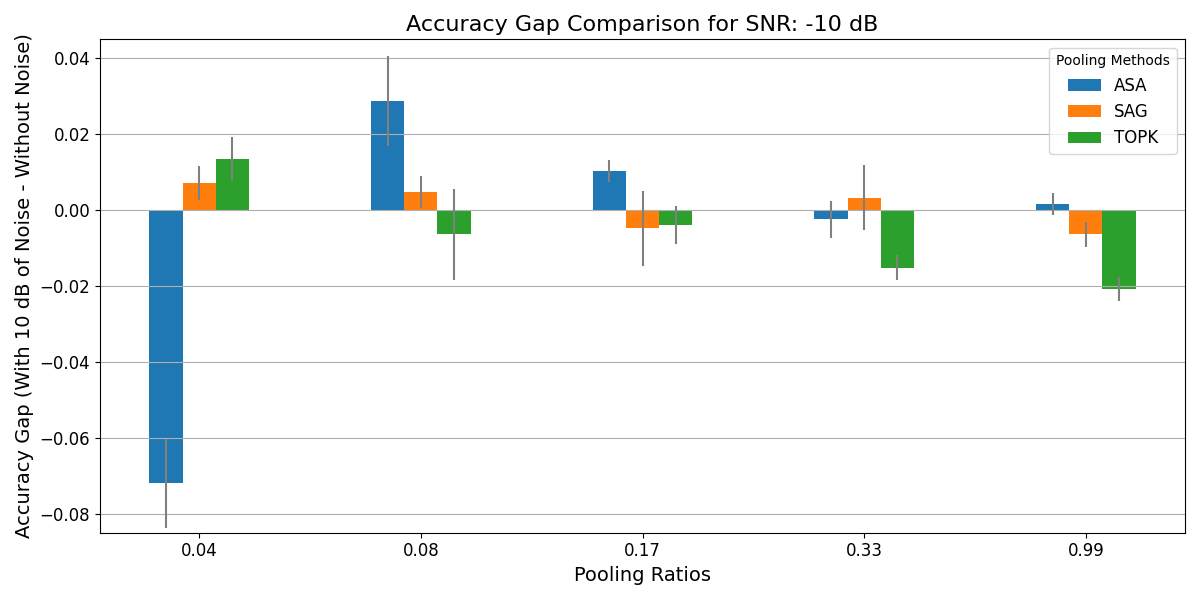 Accuracy Gap Comparison for SNR: -10 dB
Accuracy Gap (With 10 dB of Noise - Without Noise)
0.04
0.02
0.00
−0.02
−0.04
−0.06
−0.08
Pooling Methods
ASA
SAG
TOPK
0.04
0.08
0.17
0.33
0.99
Pooling Ratios